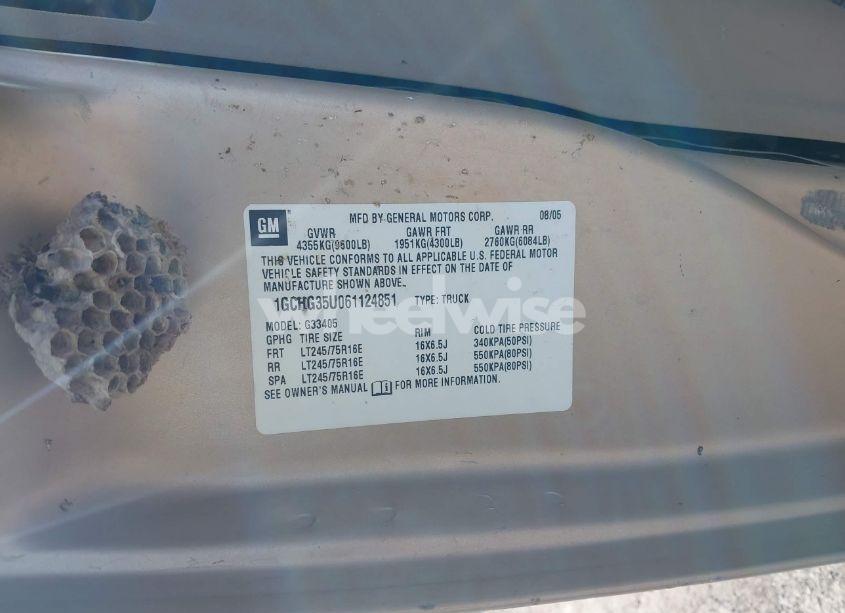 GM
MFD BY GENERAL MOTORS CORP. 08/05
GVWR GAWR FRT GAWR RR
4355KG(9600LB) 1951KG(4300LB) 2760KG(6084LB)
THIS VEHICLE CONFORMS TO ALL APPLICABLE U.S. FEDERAL MOTOR
VEHICLE SAFETY STANDARDS IN EFFECT ON THE DATE OF
MANUFACTURE SHOWN ABOVE.
1GCHG35U061124851 TYPE: TRUCK
wheelwise
MODEL: G33405
GPHG TIRE SIZE RIM COLD TIRE PRESSURE
FRT LT245/75R16E 16X6.5J 340KPA(50PSI)
RR LT245/75R16E 16X6.5J 550KPA(80PSI)
SPA LT245/75R16E 16X6.5J 550KPA(80PSI)
SEE OWNER'S MANUAL FOR MORE INFORMATION.